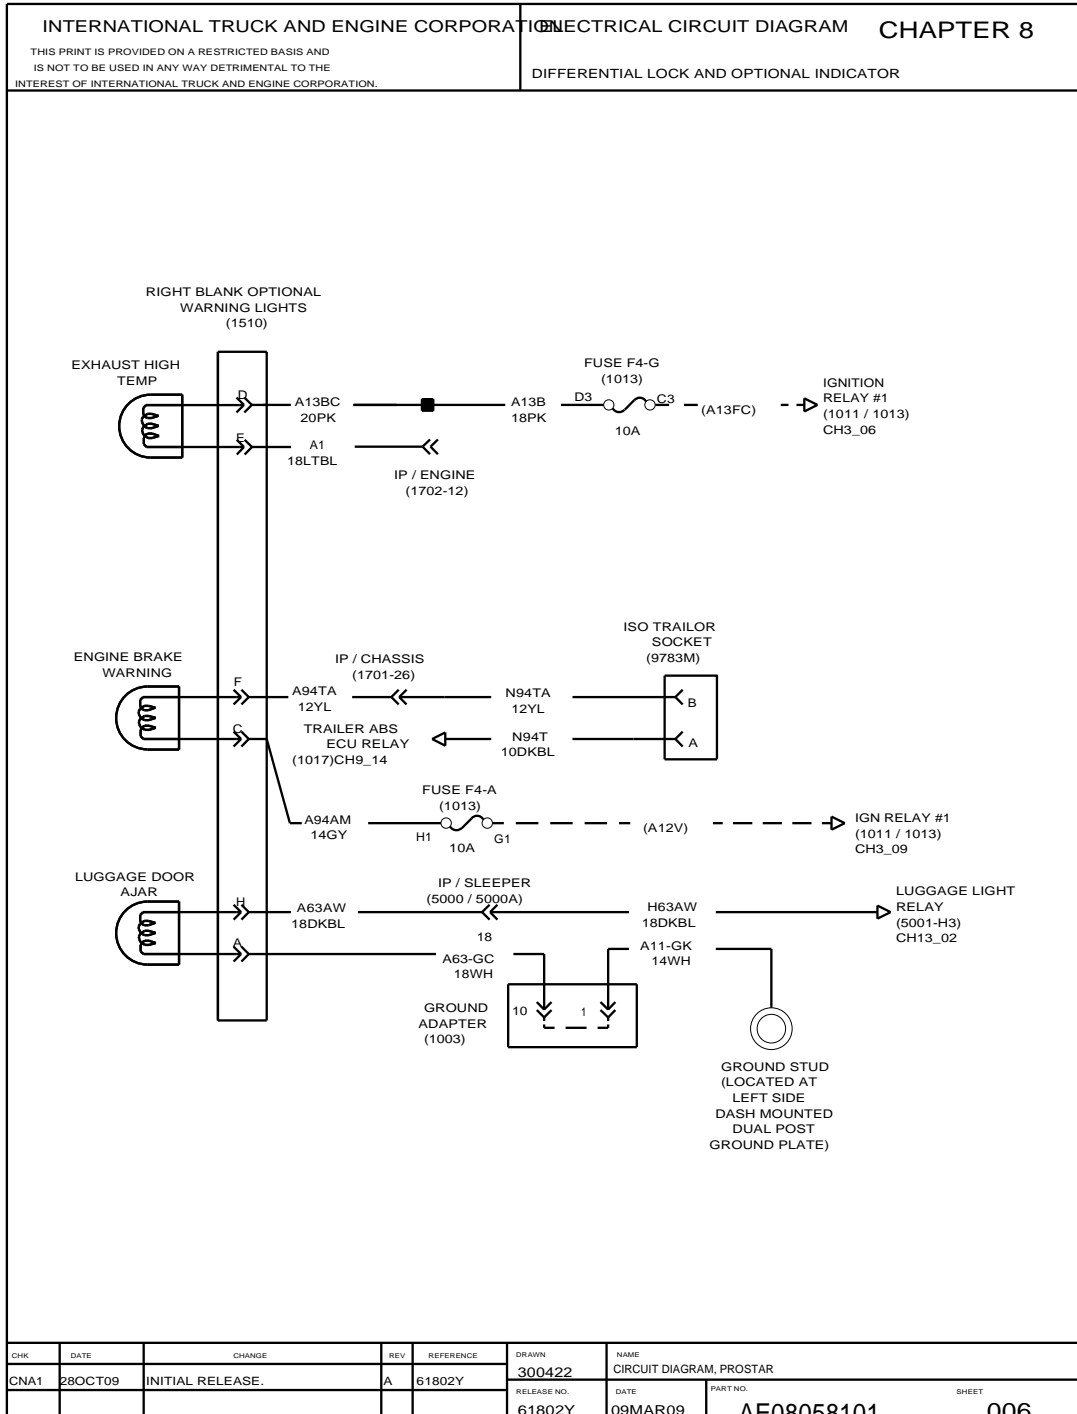 INTERNATIONAL TRUCK AND ENGINE CORPORATION
THIS PRINT IS PROVIDED ON A RESTRICTED BASIS AND
IS NOT TO BE USED IN ANY WAY DETRIMENTAL TO THE
INTEREST OF INTERNATIONAL TRUCK AND ENGINE CORPORATION.
ELECTRICAL CIRCUIT DIAGRAM
CHAPTER 8
DIFFERENTIAL LOCK AND OPTIONAL INDICATOR
RIGHT BLANK OPTIONAL
WARNING LIGHTS
(1510)
EXHAUST HIGH
TEMP
D
A13BC
20PK
A13B
18PK
D3
FUSE F4-G
(1013)
C3
10A
(A13FC)
IGNITION
RELAY #1
(1011 / 1013)
CH3_06
E
A1
18LTBL
IP / ENGINE
(1702-12)
ISO TRAILOR
SOCKET
(9783M)
ENGINE BRAKE
WARNING
F
A94TA
12YL
IP / CHASSIS
(1701-26)
N94TA
12YL
B
C
TRAILER ABS
ECU RELAY
(1017)CH9_14
N94T
10DKBL
A
A94AM
14GY
FUSE F4-A
(1013)
H1
10A
G1
(A12V)
IGN RELAY #1
(1011 / 1013)
CH3_09
LUGGAGE DOOR
AJAR
H
A63AW
18DKBL
IP / SLEEPER
(5000 / 5000A)
18
H63AW
18DKBL
LUGGAGE LIGHT
RELAY
(5001-H3)
CH13_02
A
A63-GC
18WH
A11-GK
14WH
GROUND
ADAPTER
(1003)
10
1
GROUND STUD
(LOCATED AT
LEFT SIDE
DASH MOUNTED
DUAL POST
GROUND PLATE)
CHK
DATE
CHANGE
REV
REFERENCE
DRAWN
NAME
CNA1
28OCT09
INITIAL RELEASE.
A
61802Y
300422
CIRCUIT DIAGRAM, PROSTAR
RELEASE NO.
DATE
PART NO.
SHEET
61802Y
09MAR09
AE08058101
006